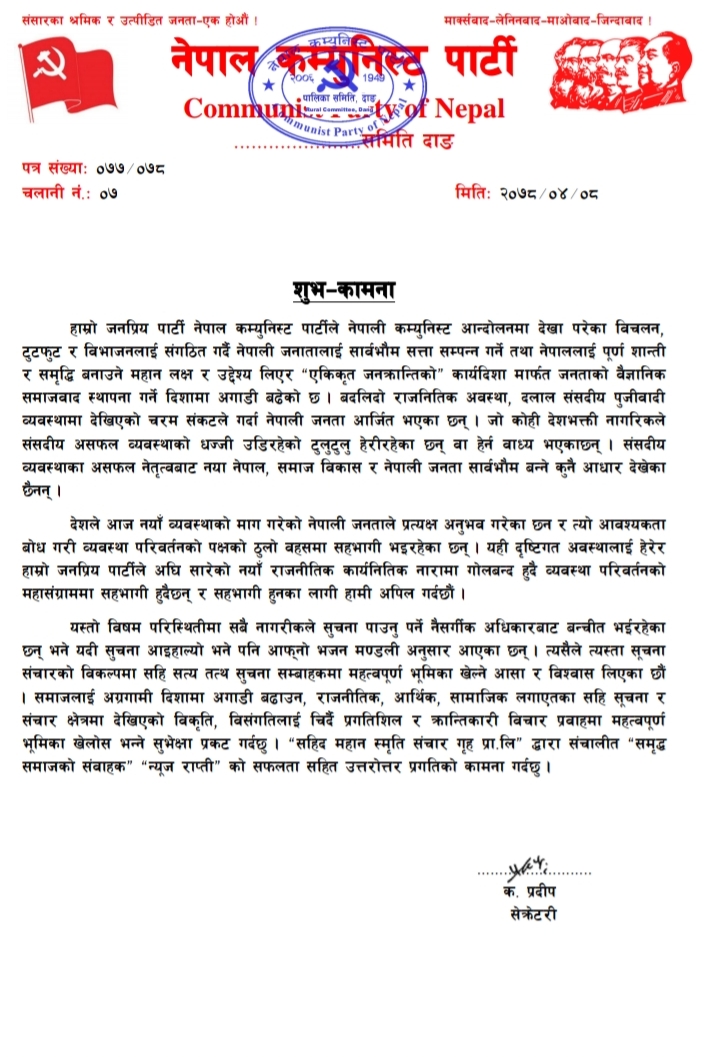 संसारका श्रमिक र उत्पीडित जनता-एक होऔं !
मार्क्सवाद-लेनिनवाद-माओबाद-जिन्दाबाद !
नेपाल कम्युनिस्ट पार्टी
Communist Party of Nepal
नेपाल कम्युनिस्ट पार्टी
२००६ 1949
पालिका समिति, दाङ
Rural Committee, Dang
Communist Party of Nepal
.....................समिति दाङ
पत्र संख्या: ०७७/०७८
चलानी नं.: ०७
मिति: २०७८/०४/०८
शुभ-कामना
हाम्रो जनप्रिय पार्टी नेपाल कम्युनिस्ट पार्टीले नेपाली कम्युनिस्ट आन्दोलनमा देखा परेका बिचलन,
टुटफुट र बिभाजनलाई संगठित गर्दै नेपाली जनातालाई सार्वभौम सत्ता सम्पन्न गर्ने तथा नेपाललाई पूर्ण शान्ती
र समृद्धि बनाउने महान लक्ष र उद्देश्य लिएर “एकिकृत जनक्रान्तिको” कार्यदिशा मार्फत जनताको वैज्ञानिक
समाजवाद स्थापना गर्ने दिशामा अगाडी बढेको छ । बदलिदो राजनितिक अवस्था, दलाल संसदीय पुजीबादी
व्यवस्थामा देखिएको चरम संकटले गर्दा नेपाली जनता आर्जित भएका छन् । जो कोही देशभक्ती नागरिकले
संसदीय असफल व्यवस्थाको धज्जी उडिरहेको टुलुटुलु हेरीरहेका छन् वा हेर्न बाध्य भएकाछन् । संसदीय
व्यवस्थाका असफल नेतृत्वबाट नया नेपाल, समाज विकास र नेपाली जनता सार्वभौम बन्ने कुनै आधार देखेका
छैनन् ।
देशले आज नयाँ व्यवस्थाको माग गरेको नेपाली जनताले प्रत्यक्ष अनुभव गरेका छन र त्यो आवश्यकता
बोध गरी व्यवस्था परिवर्तनको पक्षको ठुलो बहसमा सहभागी भइरहेका छन् । यही दृष्टिगत अवस्थालाई हेरेर
हाम्रो जनप्रिय पार्टीले अघि सारेको नयाँ राजनीतिक कार्यनितिक नारामा गोलबन्द हुदै व्यवस्था परिवर्तनको
महासंग्राममा सहभागी हुदैछन् र सहभागी हुनका लागी हामी अपिल गर्दछौं ।
यस्तो बिषम परिस्थितीमा सबै नागरीकले सुचना पाउनु पर्ने नैसर्गीक अधिकारबाट बन्चीत भईरहेका
छन् भने यदी सुचना आइहाल्यो भने पनि आफ्नो भजन मण्डली अनुसार आएका छन् । त्यसैले त्यस्ता सूचना
संचारको बिकल्पमा सहि सत्य तत्थ सुचना सम्बाहकमा महत्वपूर्ण भूमिका खेल्ने आसा र बिश्वास लिएका छौं
। समाजलाई अग्रगामी दिशामा अगाडी बढाउन, राजनीतिक, आर्थिक, सामाजिक लगाएतका सहि सूचना र
संचार क्षेत्रमा देखिएको बिकृति, बिसंगतिलाई चिर्दै प्रगतिशिल र क्रान्तिकारी बिचार प्रवाहमा महत्वपूर्ण
भूमिका खेलोस भन्ने सुभेक्षा प्रकट गर्दछु । “सहिद महान स्मृति संचार गृह प्रा.लि” द्वारा संचालीत “समृद्ध
समाजको संवाहक” “न्यूज राप्ती” को सफलता सहित उत्तरोत्तर प्रगतिको कामना गर्दछु ।
क. प्रदीप
सेक्रेटरी